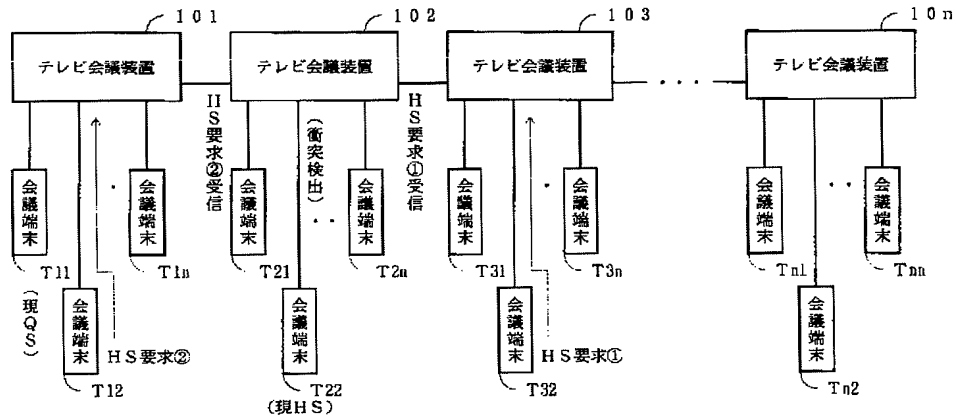 101
102
103
10n
テレビ会議装置
テレビ会議装置
テレビ会議装置
テレビ会議装置
HS要求②受信
(衝突検出)
HS要求①受信
会議端末
会議端末
会議端末
会議端末
会議端末
会議端末
会議端末
会議端末
T11
T1n
T21
T2n
T31
T3n
Tn1
Tnn
(現QS)
会議端末
会議端末
会議端末
会議端末
HS要求②
HS要求①
T12
T22
T32
Tn2
(現HS)